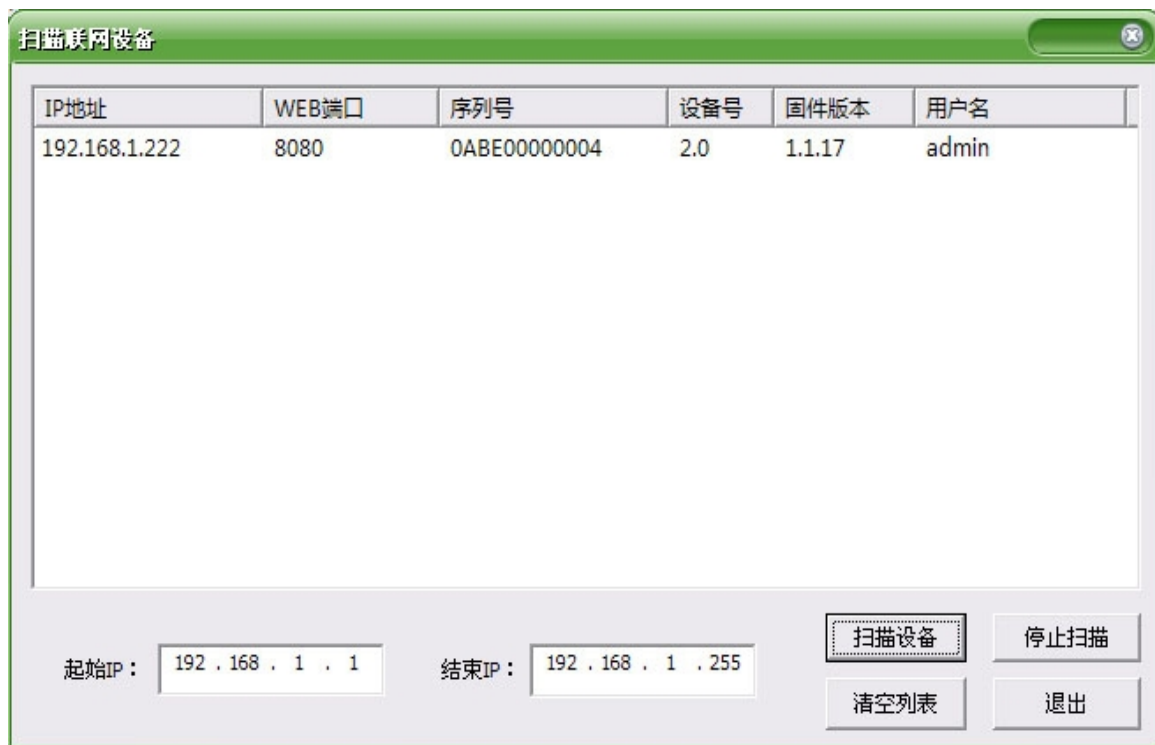 扫描联网设备
IP地址 WEB端口 序列号 设备号 固件版本 用户名
192.168.1.222 8080 0ABE00000004 2.0 1.1.17 admin
扫描设备 停止扫描
起始IP： 192 . 168 . 1 . 1 结束IP： 192 . 168 . 1 . 255
清空列表 退出